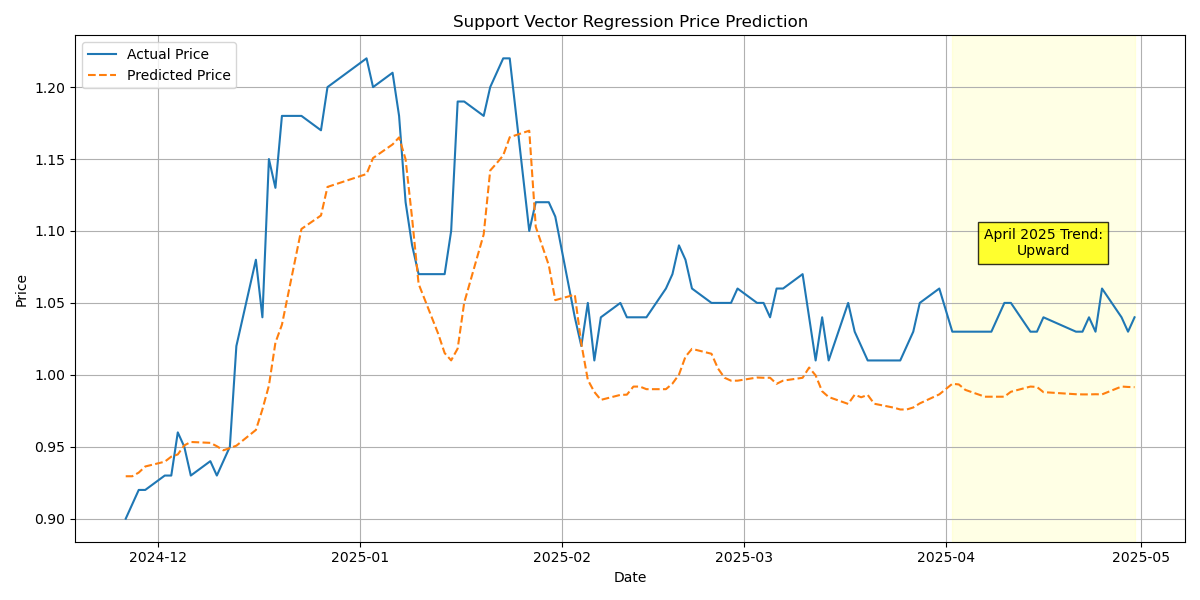 Support Vector Regression Price Prediction
Actual Price
Predicted Price
April 2025 Trend:
Upward
Price
1.20
1.15
1.10
1.05
1.00
0.95
0.90
2024-12
2025-01
2025-02
2025-03
2025-04
2025-05
Date